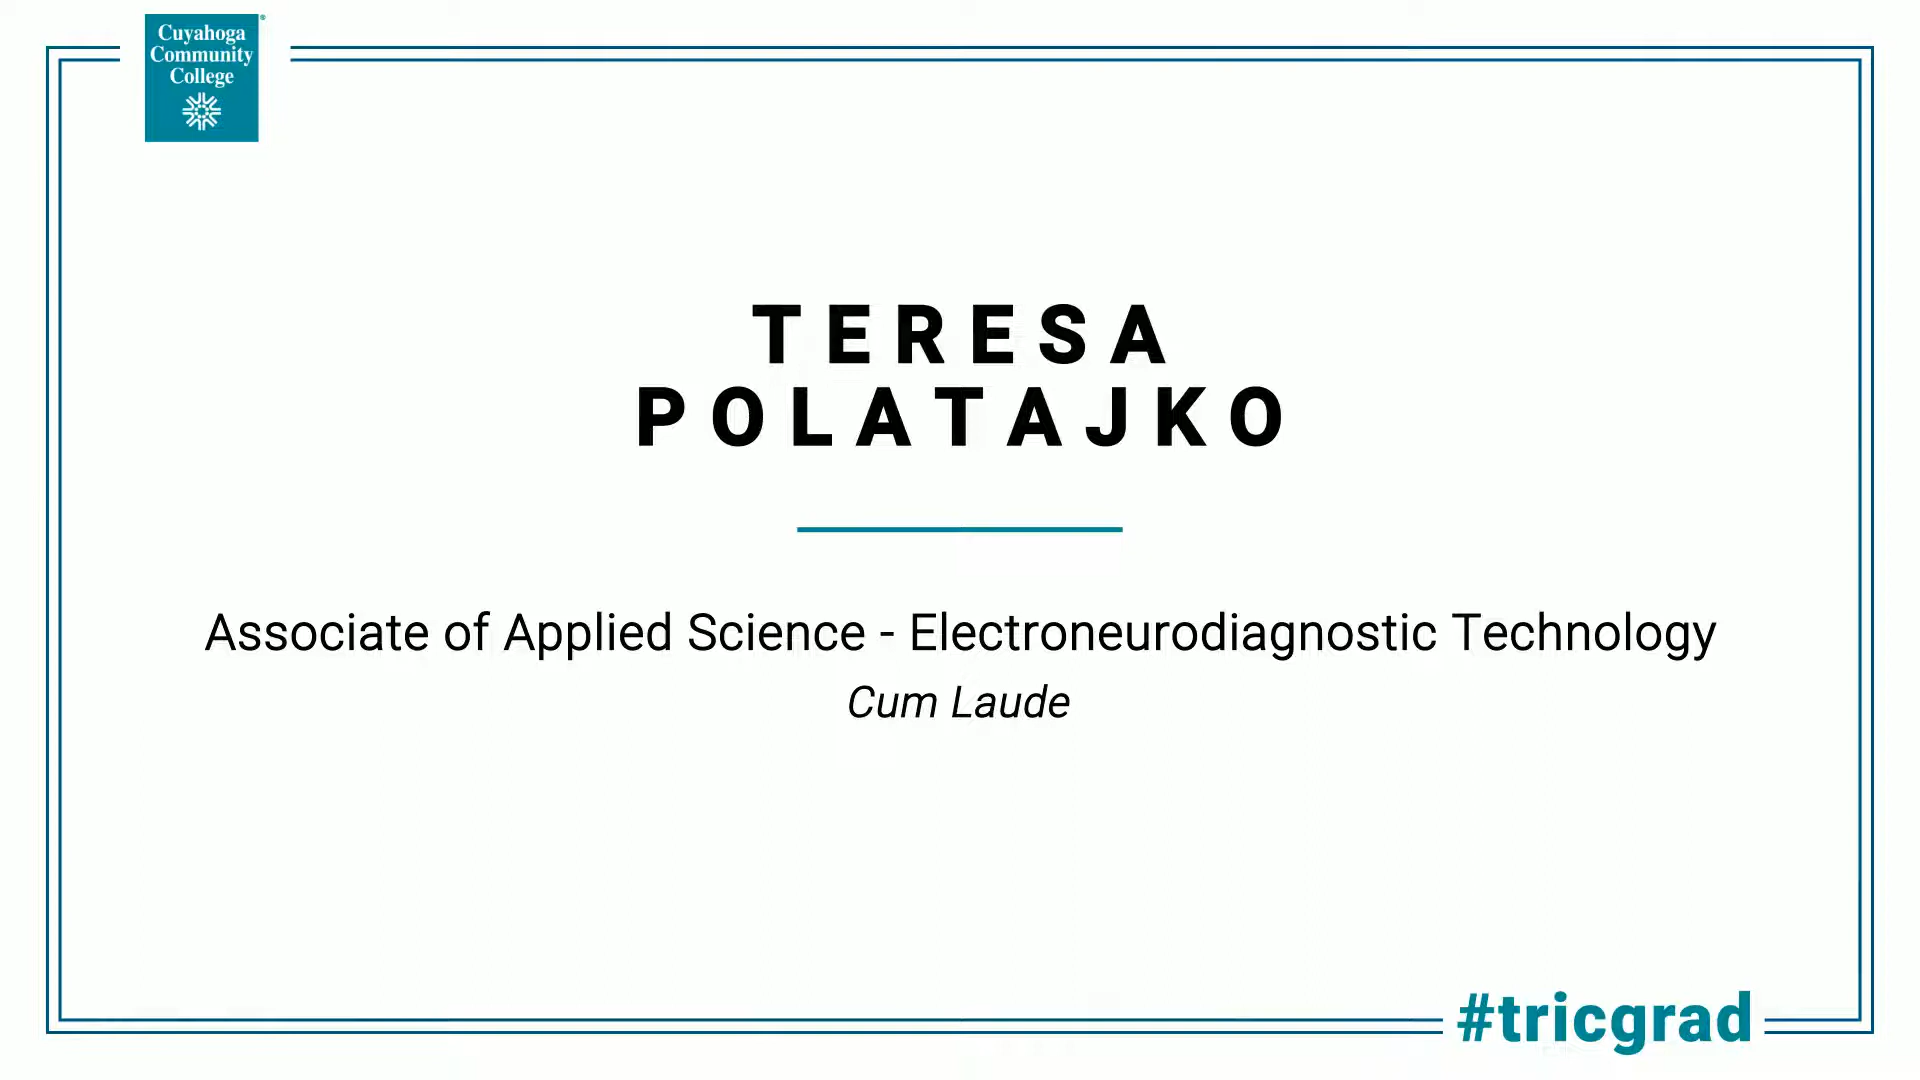 Cuyahoga
Community
College
TERESA
POLATAJKO
Associate of Applied Science - Electroneurodiagnostic Technology
Cum Laude
#tricgrad